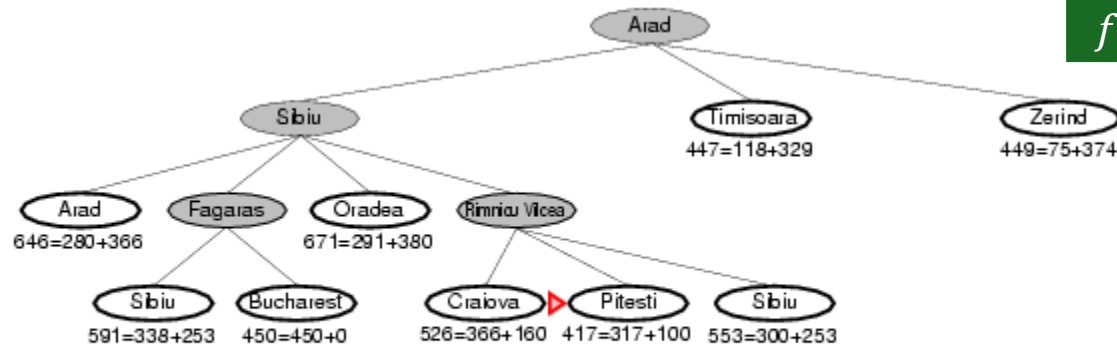 f
Arad
Sibiu Timisoara Zerind
447=118+329 449=75+374
Arad Fagaras Oradea Rimnicu Vilcea
646=280+366 671=291+380
Sibiu Bucharest Craiova Pitesti Sibiu
591=338+253 450=450+0 526=366+160 417=317+100 553=300+253